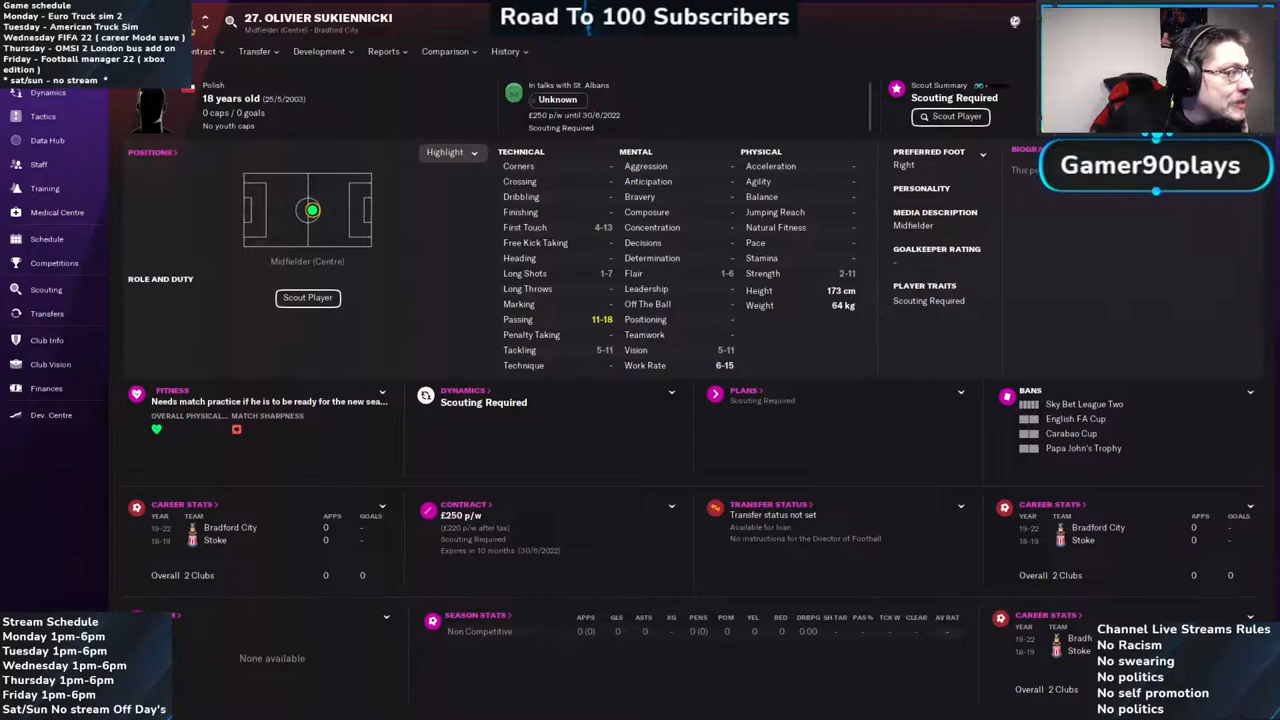 Game schedule
Monday - Euro Truck sim 2
Tuesday - American Truck Sim
Wednesday FIFA 22 ( career Mode save )
Thursday - OMSI 2 London bus add on
Friday - Football manager 22 ( xbox
edition )
* sat/sun - no stream *
27. OLIVIER SUKIENNICKI
Midfielder (Centre) - Bradford City
Road To 100 Subscribers
Transfer
Development
Reports
Comparison
History
Dynamics
Tactics
Data Hub
Staff
Training
Medical Centre
Schedule
Competitions
Scouting
Transfers
Club Info
Club Vision
Finances
Dev. Centre
Polish
18 years old (25/5/2003)
0 caps / 0 goals
No youth caps
In talks with St. Albans
Unknown
£250 p/w until 30/6/2022
Scouting Required
Scout Summary
Scouting Required
Scout Player
Gamer90plays
POSITIONS >
Highlight
Midfielder (Centre)
ROLE AND DUTY
Scout Player
TECHNICAL
Corners -
Crossing -
Dribbling -
Finishing -
First Touch 4-13
Free Kick Taking -
Heading -
Long Shots 1-7
Long Throws -
Marking -
Passing 11-18
Penalty Taking -
Tackling 5-11
Technique -
MENTAL
Aggression -
Anticipation -
Bravery -
Composure -
Concentration -
Decisions -
Determination -
Flair 1-6
Leadership -
Off The Ball -
Positioning -
Teamwork -
Vision 5-11
Work Rate 6-15
PHYSICAL
Acceleration -
Agility -
Balance -
Jumping Reach -
Natural Fitness -
Pace -
Stamina -
Strength 2-11
Height 173 cm
Weight 64 kg
PREFERRED FOOT
Right
PERSONALITY
MEDIA DESCRIPTION
Midfielder
GOALKEEPER RATING
-
PLAYER TRAITS
Scouting Required
FITNESS
Needs match practice if he is to be ready for the new sea...
OVERALL PHYSICAL... MATCH SHARPNESS
DYNAMICS >
Scouting Required
PLANS >
Scouting Required
BANS
Sky Bet League Two
English FA Cup
Carabao Cup
Papa John's Trophy
CAREER STATS >
YEAR TEAM APPS GOALS
19-22 Bradford City 0 -
18-19 Stoke 0 -
Overall 2 Clubs 0 0
CONTRACT >
£250 p/w
(£220 p/w after tax)
Scouting Required
Expires in 10 months (30/6/2022)
TRANSFER STATUS >
Transfer status not set
Available for loan
No instructions for the Director of Football
CAREER STATS >
YEAR TEAM APPS GOALS
19-22 Bradford City 0 -
18-19 Stoke 0 -
Overall 2 Clubs 0 0
None available
SEASON STATS >
APPS GLS ASTS XG PENS POM YEL RED DRBPG SH TAR PAS% TCK W CLEAR AV RAT
Non Competitive 0 (0) 0 0 - 0 (0) 0 0 0 0.00 - - - - -
CAREER STATS >
YEAR TEAM
19-22
18-19 Stoke
Overall 2 Clubs
Stream Schedule
Monday 1pm-6pm
Tuesday 1pm-6pm
Wednesday 1pm-6pm
Thursday 1pm-6pm
Friday 1pm-6pm
Sat/Sun No stream Off Day's
Channel Live Streams Rules
No Racism
No swearing
No politics
No self promotion
No politics